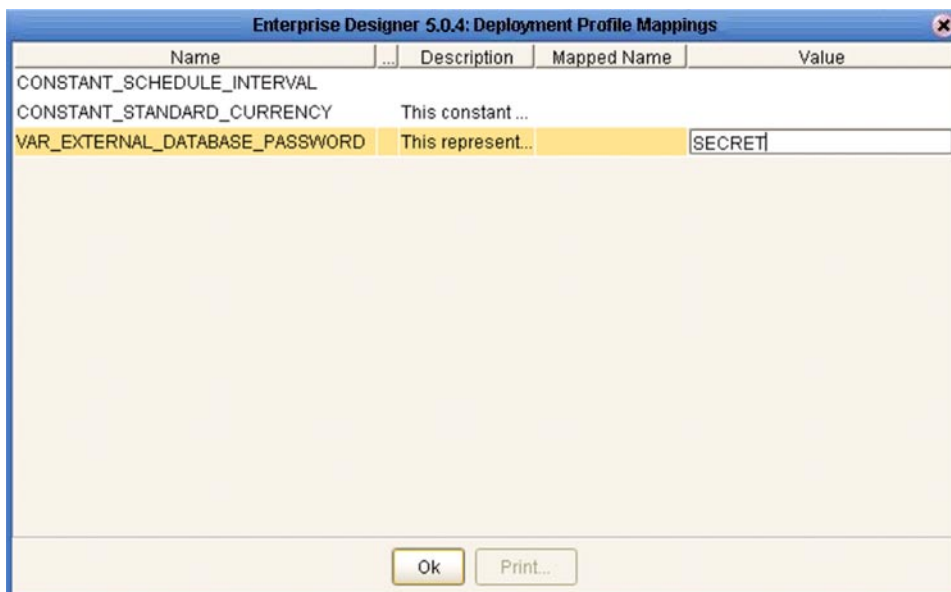 Enterprise Designer 5.0.4: Deployment Profile Mappings
Name ... Description Mapped Name Value
CONSTANT_SCHEDULE_INTERVAL
CONSTANT_STANDARD_CURRENCY This constant ...
VAR_EXTERNAL_DATABASE_PASSWORD This represent... SECRET
Ok Print...